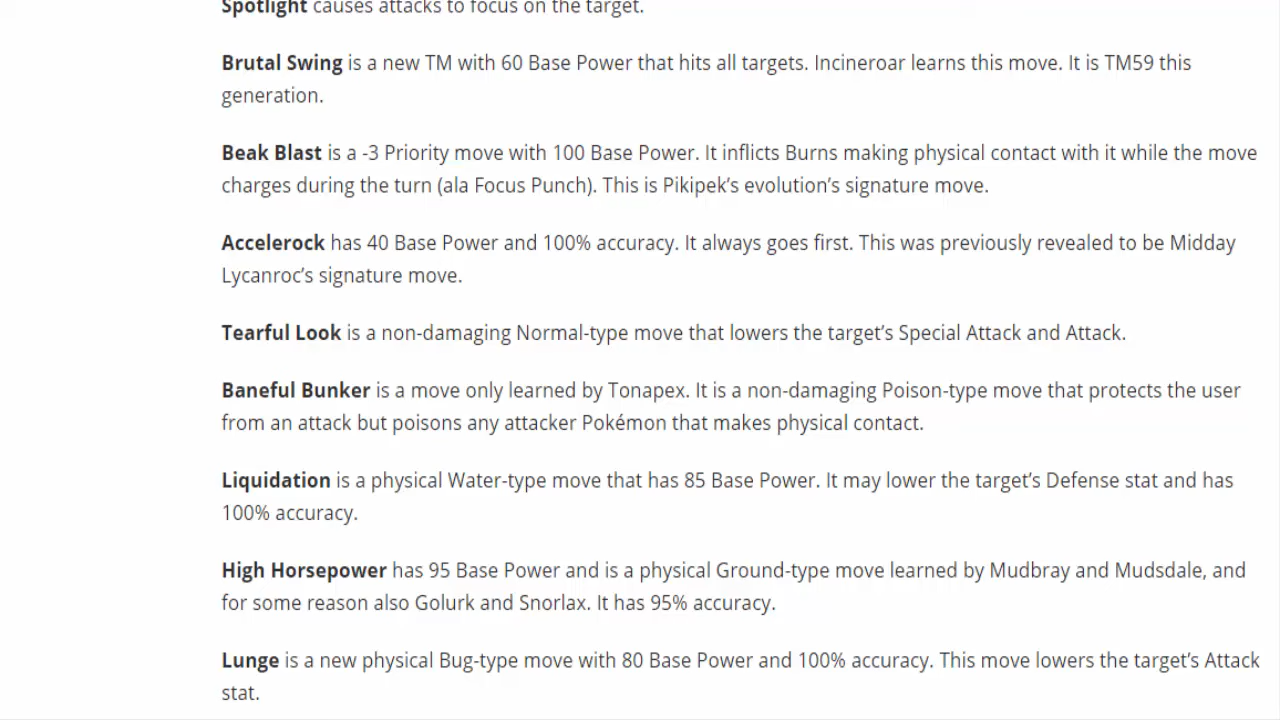 Spotlight causes attacks to focus on the target.
Brutal Swing is a new TM with 60 Base Power that hits all targets. Incineroar learns this move. It is TM59 this
generation.
Beak Blast is a -3 Priority move with 100 Base Power. It inflicts Burns making physical contact with it while the move
charges during the turn (ala Focus Punch). This is Pikipek’s evolution’s signature move.
Accelerock has 40 Base Power and 100% accuracy. It always goes first. This was previously revealed to be Midday
Lycanroc’s signature move.
Tearful Look is a non-damaging Normal-type move that lowers the target’s Special Attack and Attack.
Baneful Bunker is a move only learned by Tonapex. It is a non-damaging Poison-type move that protects the user
from an attack but poisons any attacker Pokémon that makes physical contact.
Liquidation is a physical Water-type move that has 85 Base Power. It may lower the target’s Defense stat and has
100% accuracy.
High Horsepower has 95 Base Power and is a physical Ground-type move learned by Mudbray and Mudsdale, and
for some reason also Golurk and Snorlax. It has 95% accuracy.
Lunge is a new physical Bug-type move with 80 Base Power and 100% accuracy. This move lowers the target’s Attack
stat.